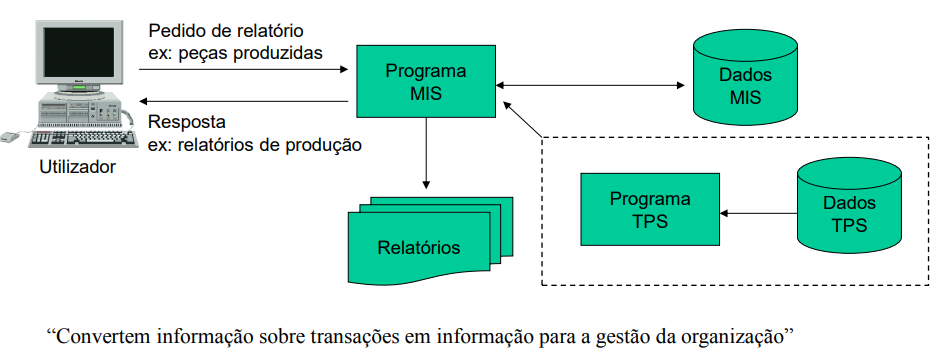 Pedido de relatório
ex: peças produzidas
Programa
MIS
Dados
MIS
Resposta
ex: relatórios de produção
Utilizador
Programa
TPS
Dados
TPS
Relatórios
“Convertem informação sobre transações em informação para a gestão da organização”